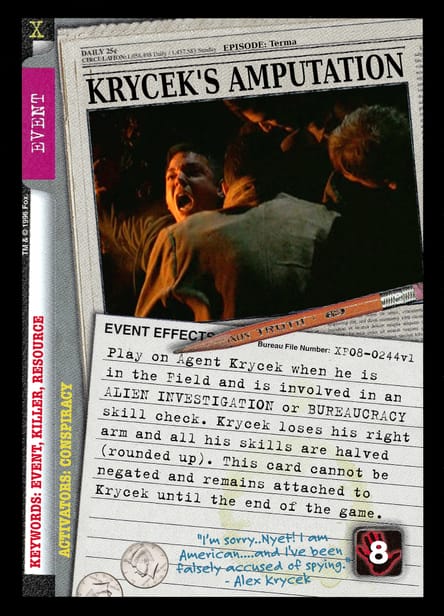 X
DAILY 25¢
EPISODE: Terma
KRYCEK'S AMPUTATION
EVENT
TM & © 1996 Fox
KEYWORDS: EVENT, KILLER, RESOURCE
ACTIVATORS: CONSPIRACY
EVENT EFFECTS
Bureau File Number: XF08-0244v1
Play on Agent Krycek when he is
in the Field and is involved in an
ALIEN INVESTIGATION or BUREAUCRACY
skill check. Krycek loses his right
arm and all his skills are halved
(rounded up). This card cannot be
negated and remains attached to
Krycek until the end of the game.
"I'm sorry..Nyet! I am
American....and I've been
falsely accused of spying."
- Alex Krycek
8